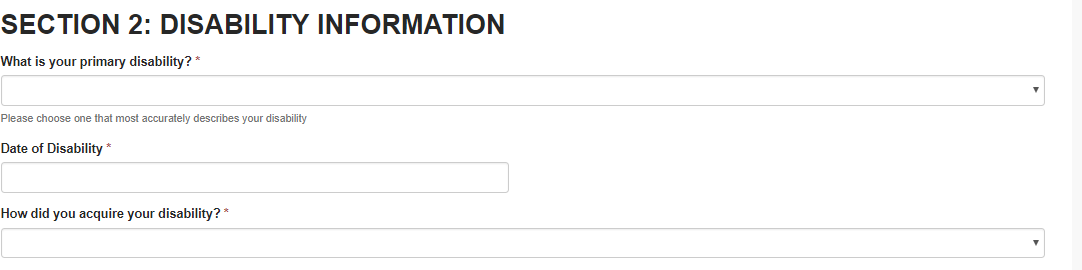 SECTION 2: DISABILITY INFORMATION
What is your primary disability? *
Please choose one that most accurately describes your disability
Date of Disability *
How did you acquire your disability? *